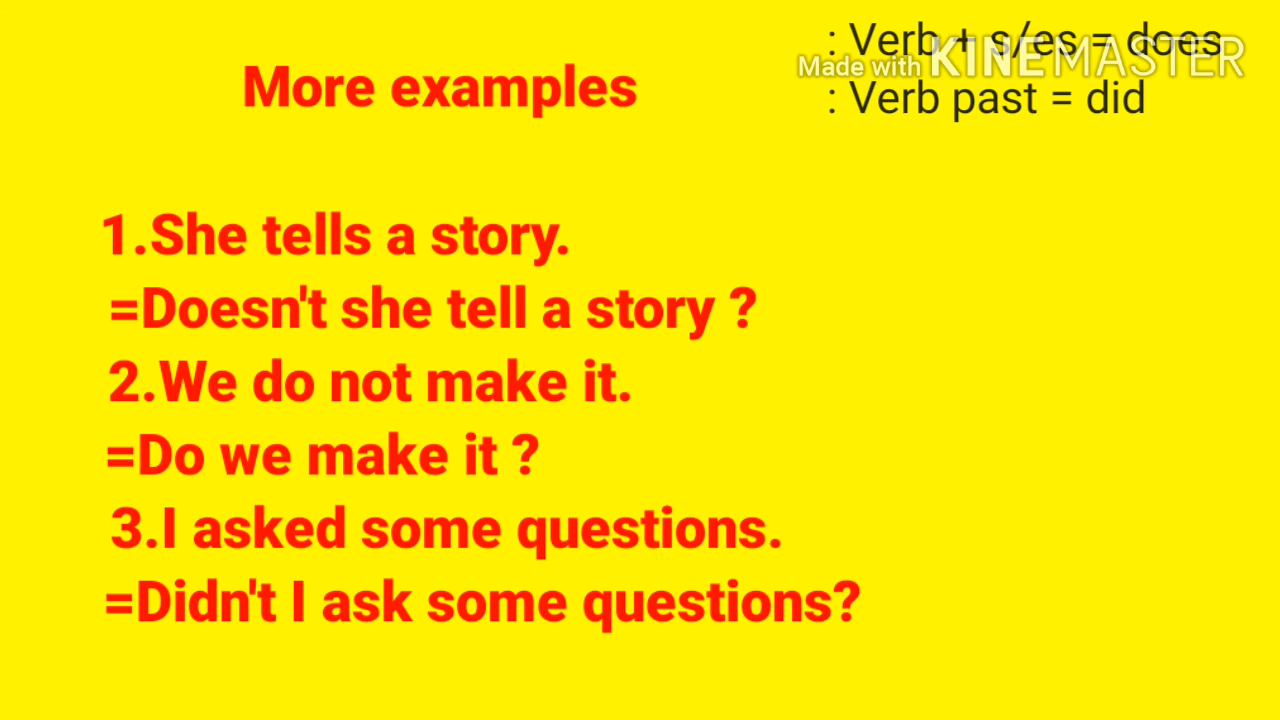 : Verb + s/es = does
Made with KINEMASTER
More examples
: Verb past = did
1.She tells a story.
=Doesn't she tell a story ?
2.We do not make it.
=Do we make it ?
3.I asked some questions.
=Didn't I ask some questions?